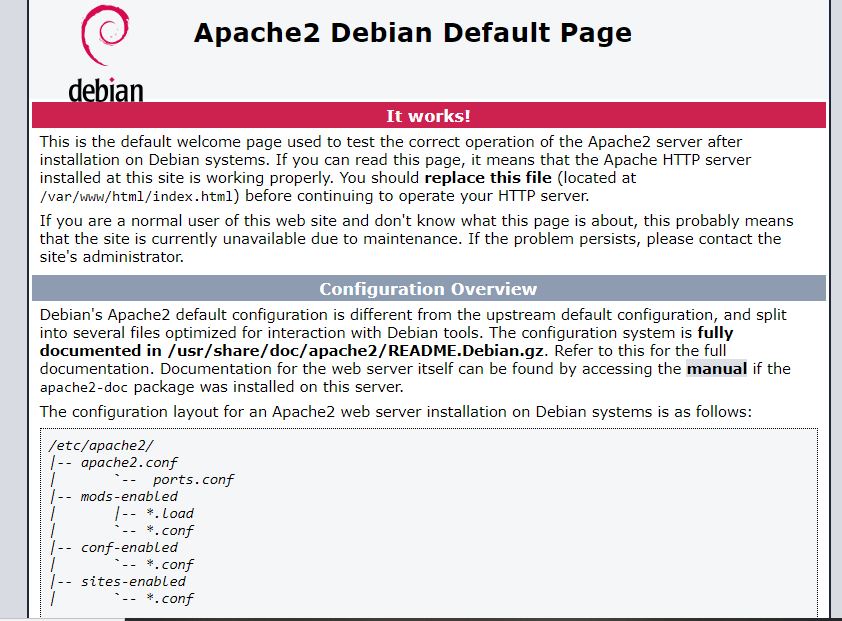 debian
Apache2 Debian Default Page
It works!
This is the default welcome page used to test the correct operation of the Apache2 server after
installation on Debian systems. If you can read this page, it means that the Apache HTTP server
installed at this site is working properly. You should replace this file (located at
/var/www/html/index.html) before continuing to operate your HTTP server.
If you are a normal user of this web site and don't know what this page is about, this probably means
that the site is currently unavailable due to maintenance. If the problem persists, please contact the
site's administrator.
Configuration Overview
Debian's Apache2 default configuration is different from the upstream default configuration, and split
into several files optimized for interaction with Debian tools. The configuration system is fully
documented in /usr/share/doc/apache2/README.Debian.gz. Refer to this for the full
documentation. Documentation for the web server itself can be found by accessing the manual if the
apache2-doc package was installed on this server.
The configuration layout for an Apache2 web server installation on Debian systems is as follows:
/etc/apache2/
|-- apache2.conf
|       `--  ports.conf
|-- mods-enabled
|       |-- *.load
|       `-- *.conf
|-- conf-enabled
|       `-- *.conf
|-- sites-enabled
|       `-- *.conf